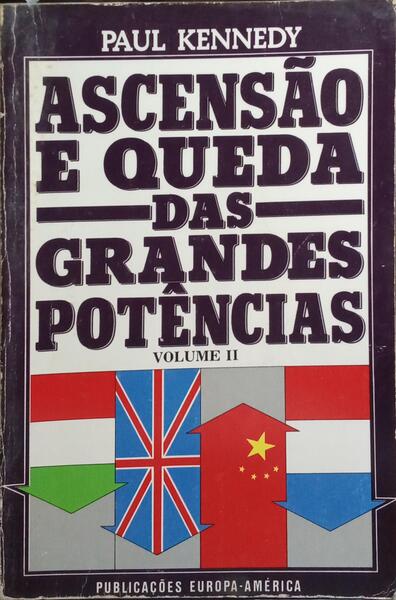 PAUL KENNEDY
ASCENSÃO
E QUEDA
DAS
GRANDES
POTÊNCIAS
VOLUME II
PUBLICAÇÕES EUROPA-AMÉRICA